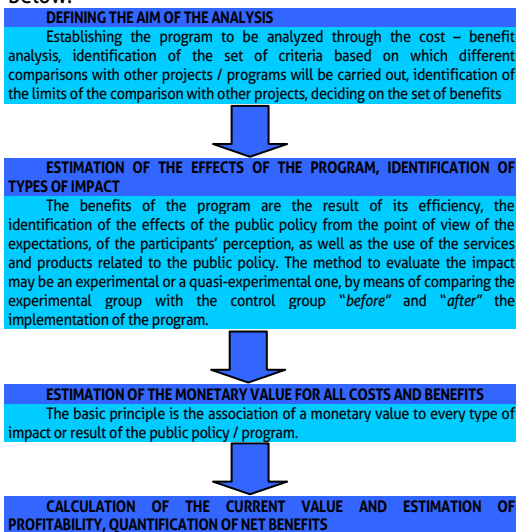 below:
DEFINING THE AIM OF THE ANALYSIS
Establishing the program to be analyzed through the cost – benefit
analysis, identification of the set of criteria based on which different
comparisons with other projects / programs will be carried out, identification of
the limits of the comparison with other projects, deciding on the set of benefits
ESTIMATION OF THE EFFECTS OF THE PROGRAM, IDENTIFICATION OF
TYPES OF IMPACT
The benefits of the program are the result of its efficiency, the
identification of the effects of the public policy from the point of view of the
expectations, of the participants' perception, as well as the use of the services
and products related to the public policy. The method to evaluate the impact
may be an experimental or a quasi-experimental one, by means of comparing the
experimental group with the control group "before" and "after" the
implementation of the program.
ESTIMATION OF THE MONETARY VALUE FOR ALL COSTS AND BENEFITS
The basic principle is the association of a monetary value to every type of
impact or result of the public policy / program.
CALCULATION OF THE CURRENT VALUE AND ESTIMATION OF
PROFITABILITY, QUANTIFICATION OF NET BENEFITS